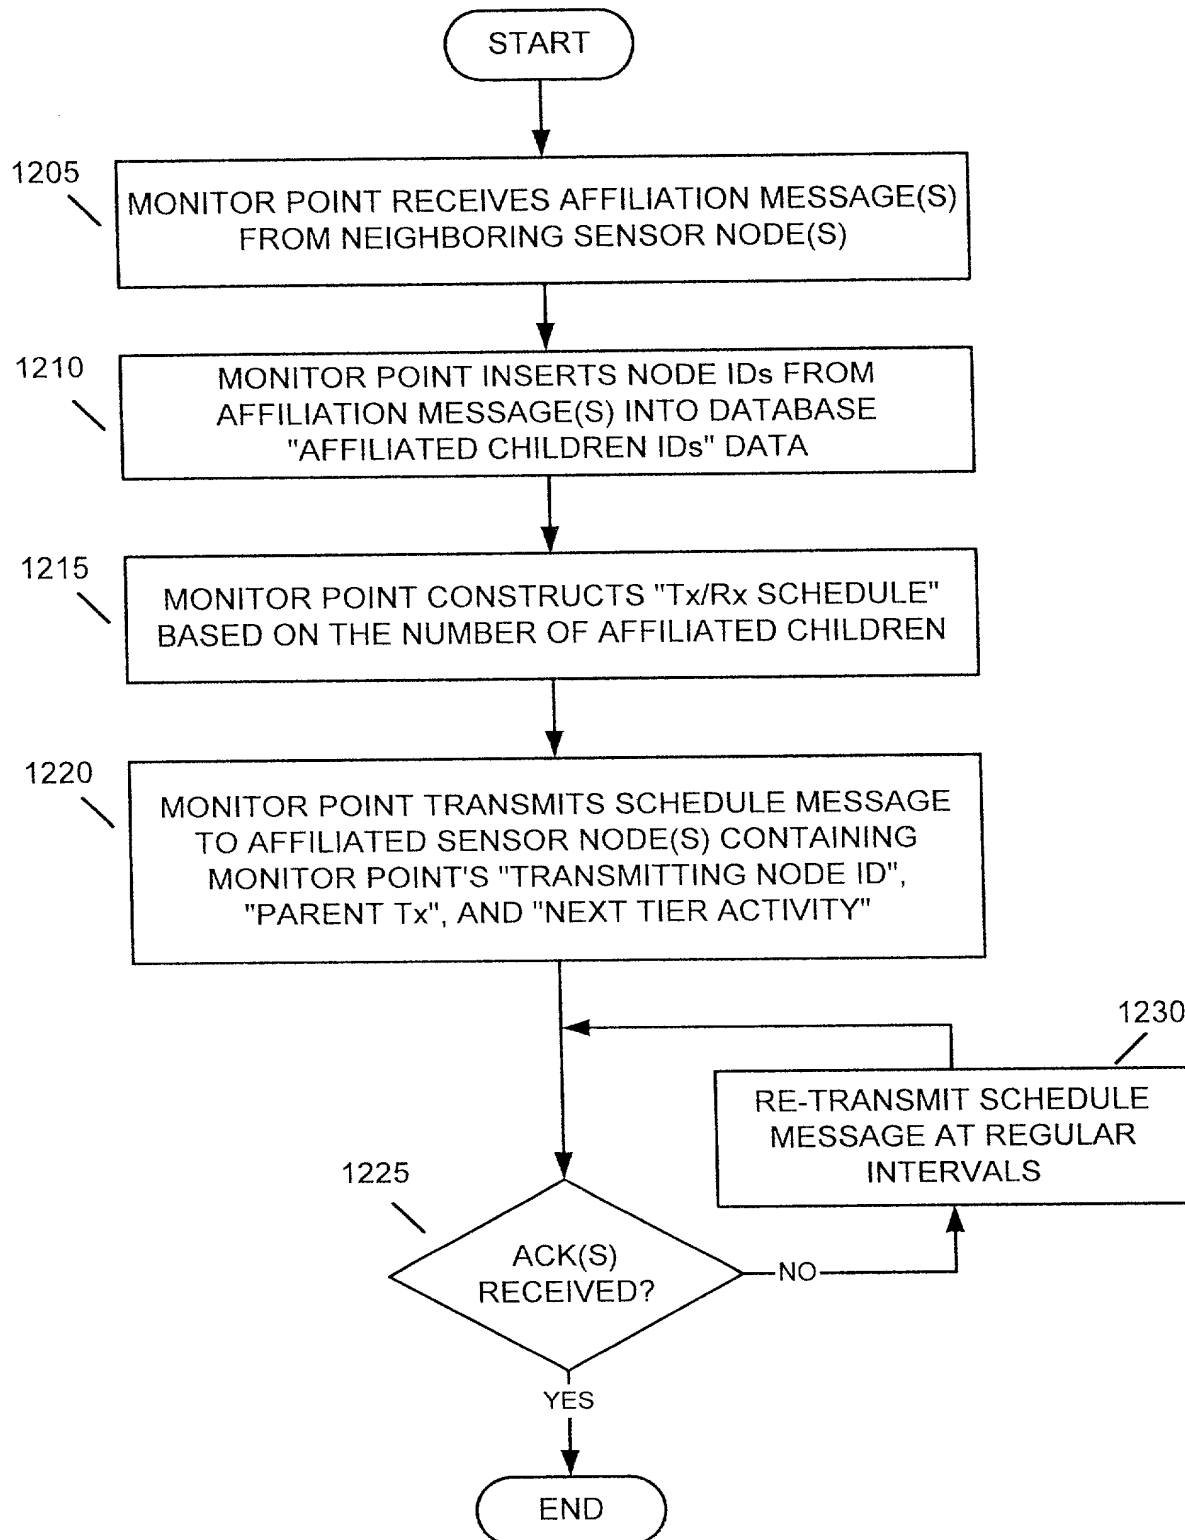 START
1205
MONITOR POINT RECEIVES AFFILIATION MESSAGE(S)
FROM NEIGHBORING SENSOR NODE(S)
1210
MONITOR POINT INSERTS NODE IDs FROM
AFFILIATION MESSAGE(S) INTO DATABASE
"AFFILIATED CHILDREN IDs" DATA
1215
MONITOR POINT CONSTRUCTS "Tx/Rx SCHEDULE"
BASED ON THE NUMBER OF AFFILIATED CHILDREN
1220
MONITOR POINT TRANSMITS SCHEDULE MESSAGE
TO AFFILIATED SENSOR NODE(S) CONTAINING
MONITOR POINT'S "TRANSMITTING NODE ID",
"PARENT Tx", AND "NEXT TIER ACTIVITY"
1230
RE-TRANSMIT SCHEDULE
MESSAGE AT REGULAR
INTERVALS
1225
ACK(S)
RECEIVED?
NO
YES
END